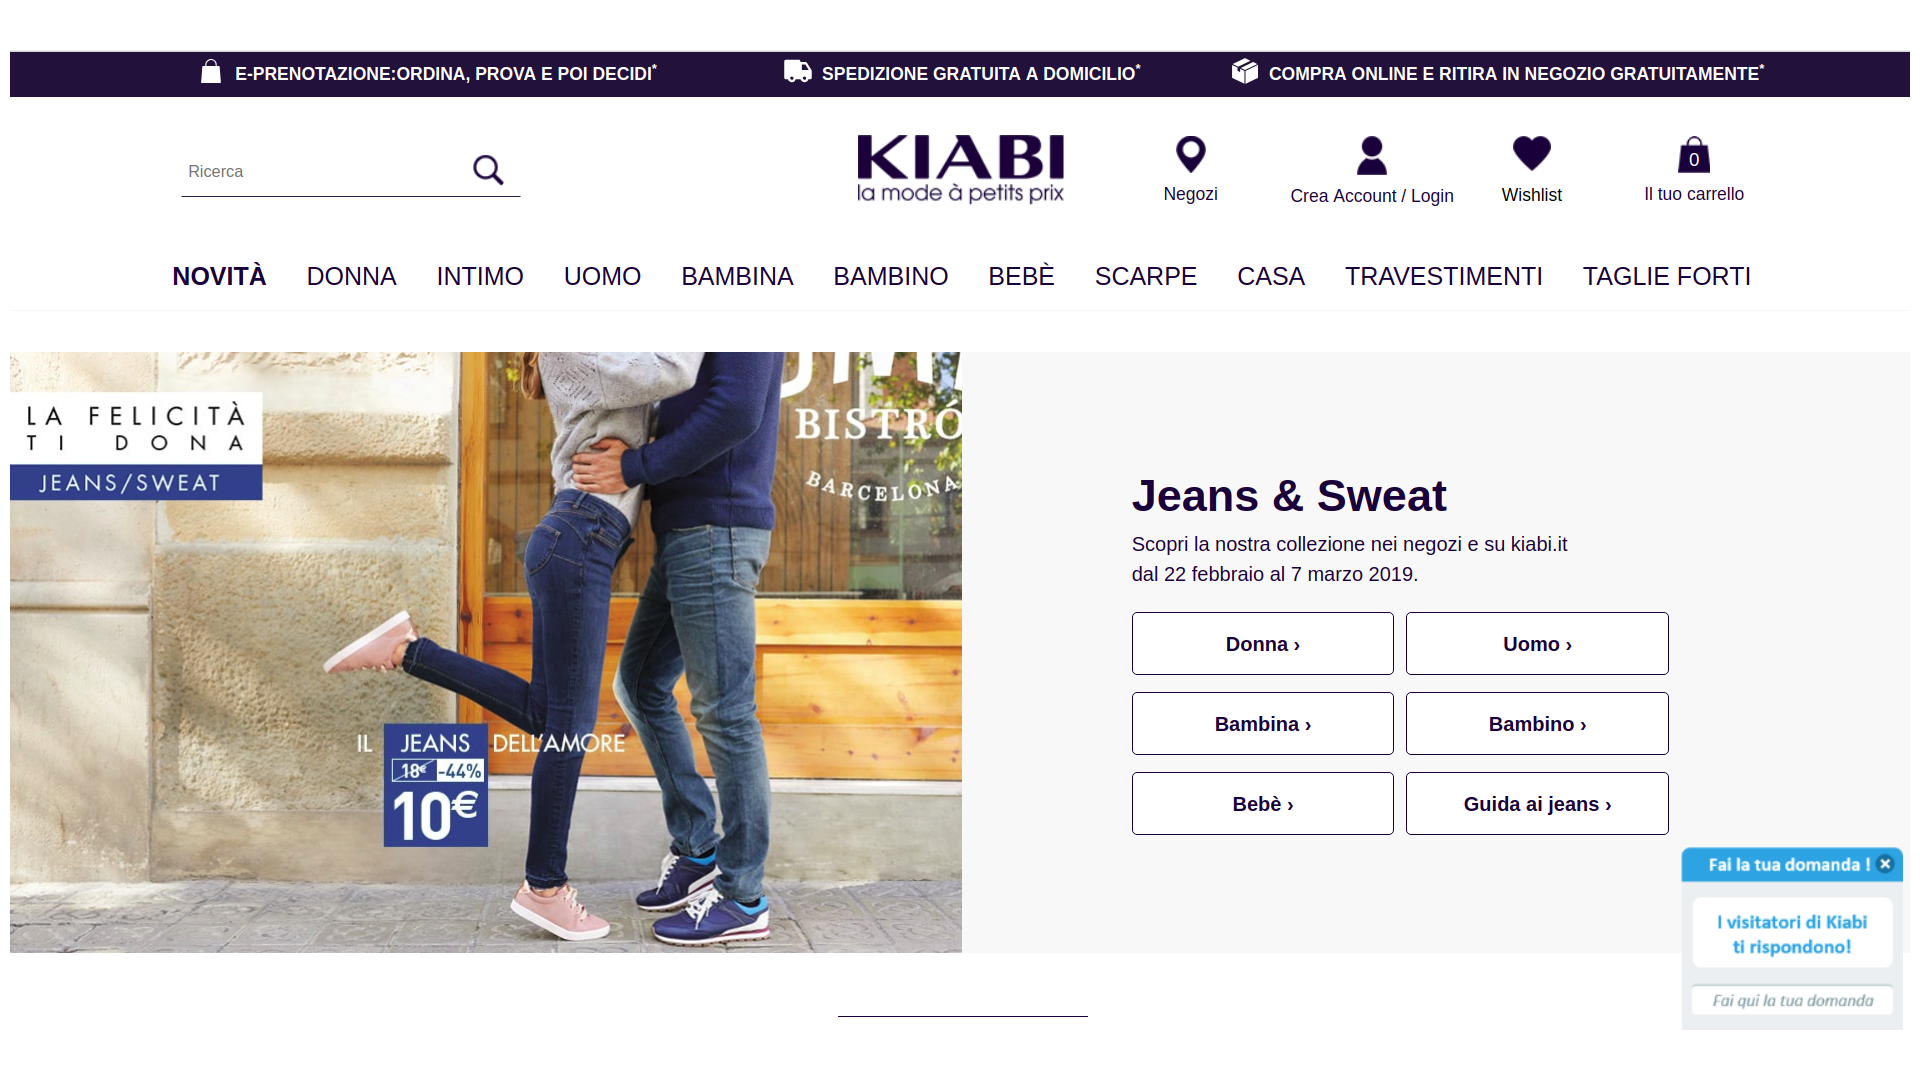 E-PRENOTAZIONE:ORDINA, PROVA E POI DECIDI*
SPEDIZIONE GRATUITA A DOMICILIO*
COMPRA ONLINE E RITIRA IN NEGOZIO GRATUITAMENTE*
Ricerca
KIABI
la mode à petits prix
Negozi
Crea Account / Login
Wishlist
0
Il tuo carrello
NOVITÀ
DONNA
INTIMO
UOMO
BAMBINA
BAMBINO
BEBÈ
SCARPE
CASA
TRAVESTIMENTI
TAGLIE FORTI
LA FELICITÀ
TI DONA
JEANS/SWEAT
BISTRÓ
BARCELONA
IL JEANS DELL'AMORE
18€ -44%
10€
Jeans & Sweat
Scopri la nostra collezione nei negozi e su kiabi.it
dal 22 febbraio al 7 marzo 2019.
Donna ›
Uomo ›
Bambina ›
Bambino ›
Bebè ›
Guida ai jeans ›
Fai la tua domanda !
I visitatori di Kiabi
ti rispondono!
Fai qui la tua domanda